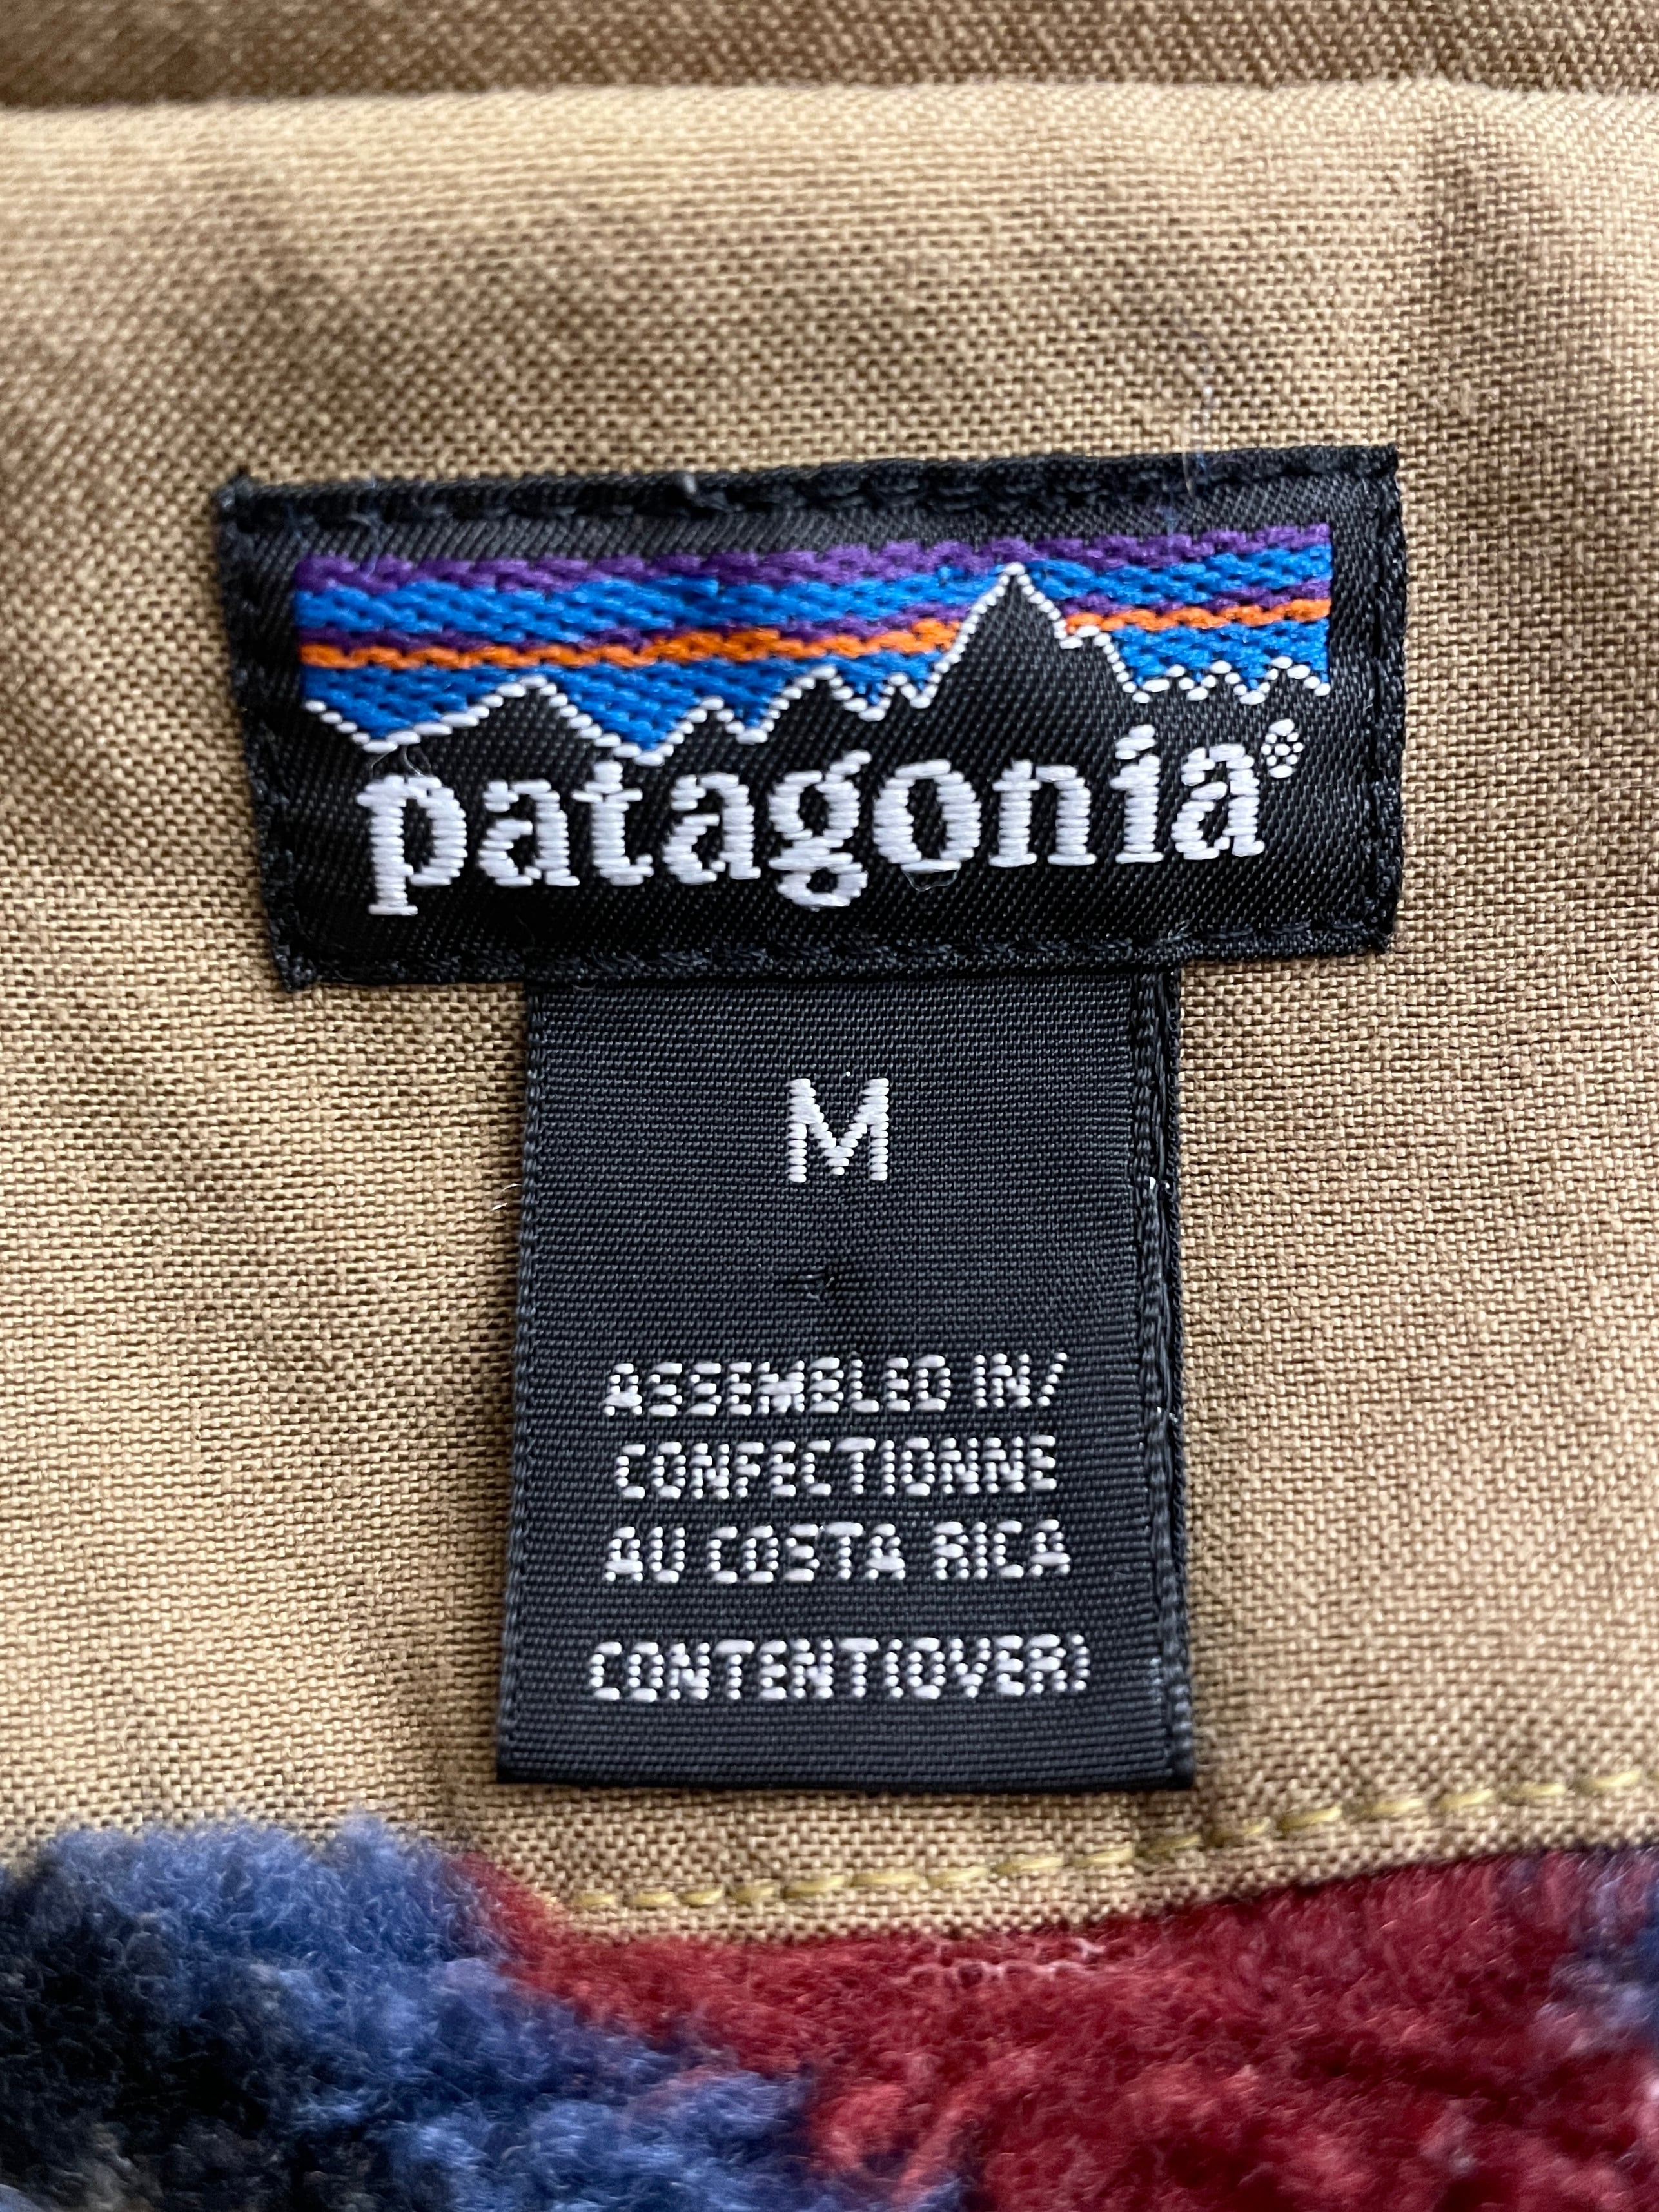 patagonia®
M
ASSEMBLED IN/
CONFECTIONNE
AU COSTA RICA
CONTENT(OVER)